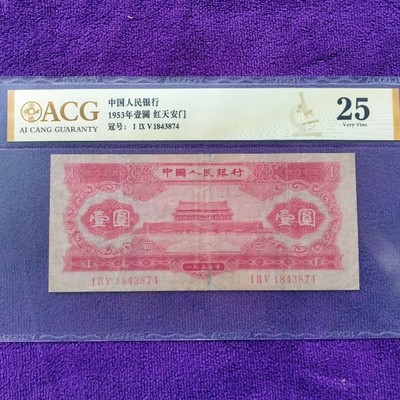 ACG
AI CANG GUARANTY
中国人民银行
1953年壹圆 红天安门
冠号: I IX V 1843874
25
Very Fine
1
1
中國人民銀行
壹圓
壹圓
一九五三年
I IX V 1843874
I IX V 1843874
1
1